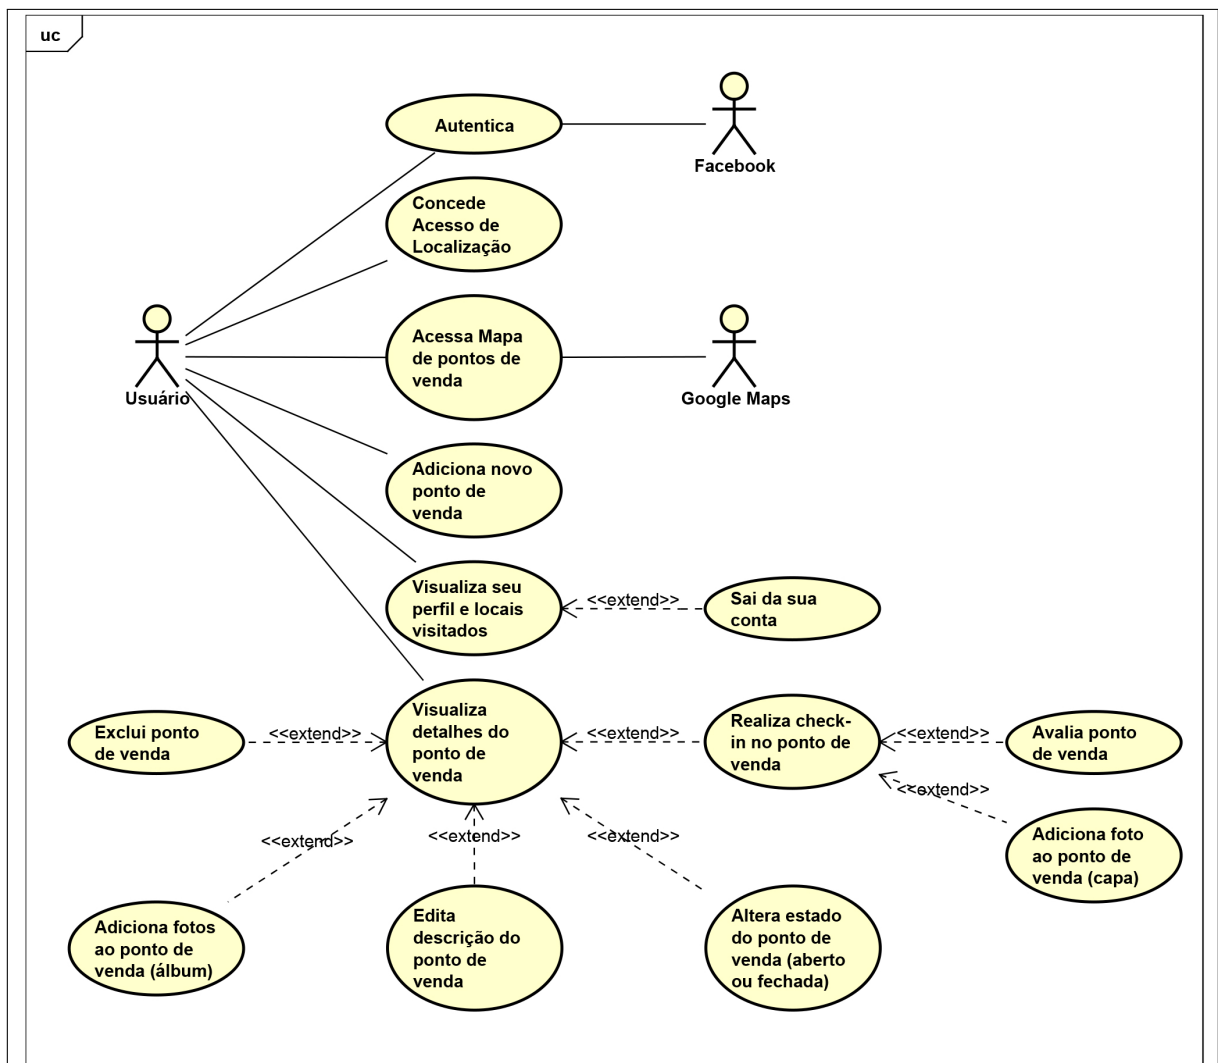 uc
Autentica
Facebook
Concede
Acesso de
Localização
Usuário
Acessa Mapa
de pontos de
venda
Google Maps
Adiciona novo
ponto de
venda
Visualiza seu
perfil e locais
visitados
<<extend>>
Sai da sua
conta
Exclui ponto
de venda
<<extend>>
Visualiza
detalhes do
ponto de
venda
<<extend>>
Realiza check-
in no ponto de
venda
<<extend>>
Avalia ponto
de venda
<<extend>>
Adiciona foto
ao ponto de
venda (capa)
<<extend>>
<<extend>>
<<extend>>
Adiciona fotos
ao ponto de
venda (álbum)
Edita
descrição do
ponto de
venda
Altera estado
do ponto de
venda (aberto
ou fechada)